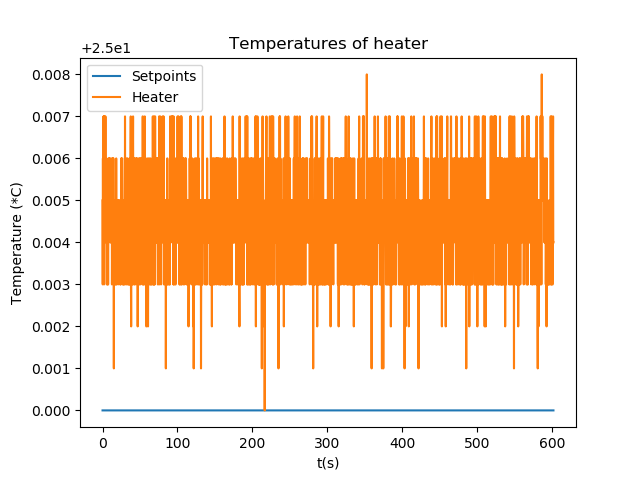 Temperatures of heater
+2.5e1
Setpoints
Heater
0.008
0.007
0.006
0.005
0.004
0.003
0.002
0.001
0.000
Temperature (*C)
0 100 200 300 400 500 600
t(s)